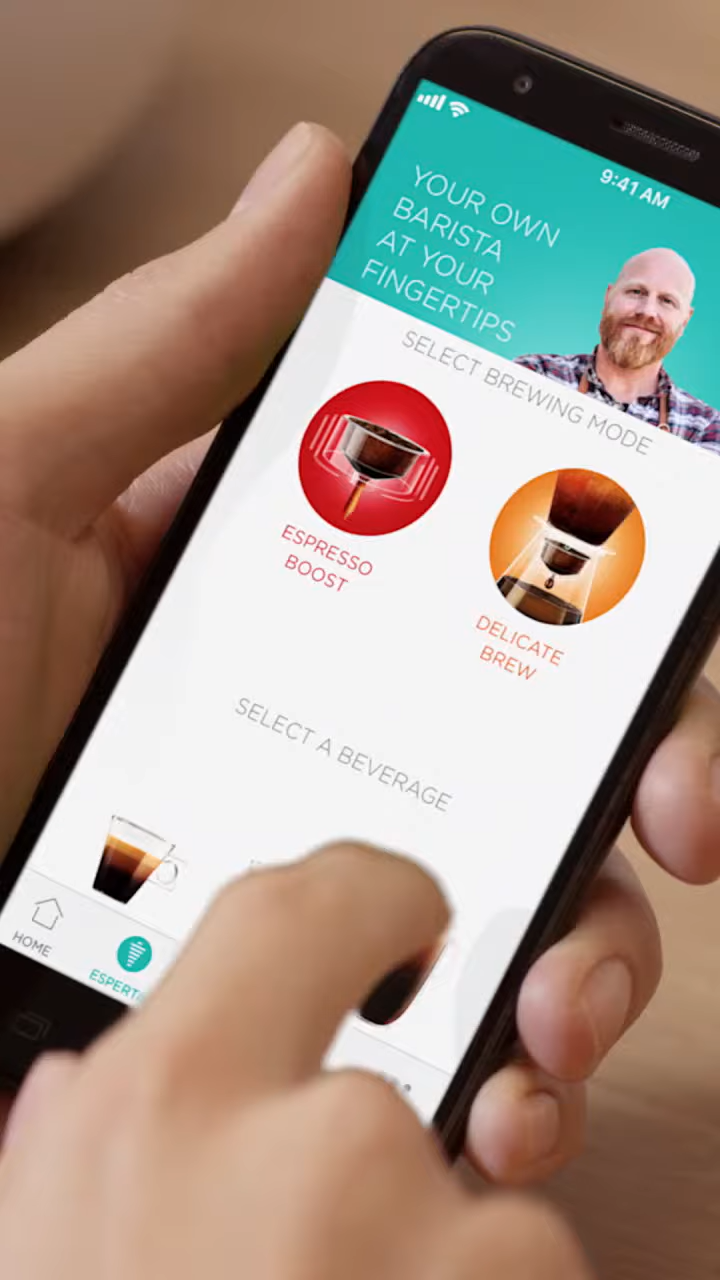 9:41 AM
YOUR OWN
BARISTA
AT YOUR
FINGERTIPS
SELECT BREWING MODE
ESPRESSO
BOOST
DELICATE
BREW
SELECT A BEVERAGE
HOME